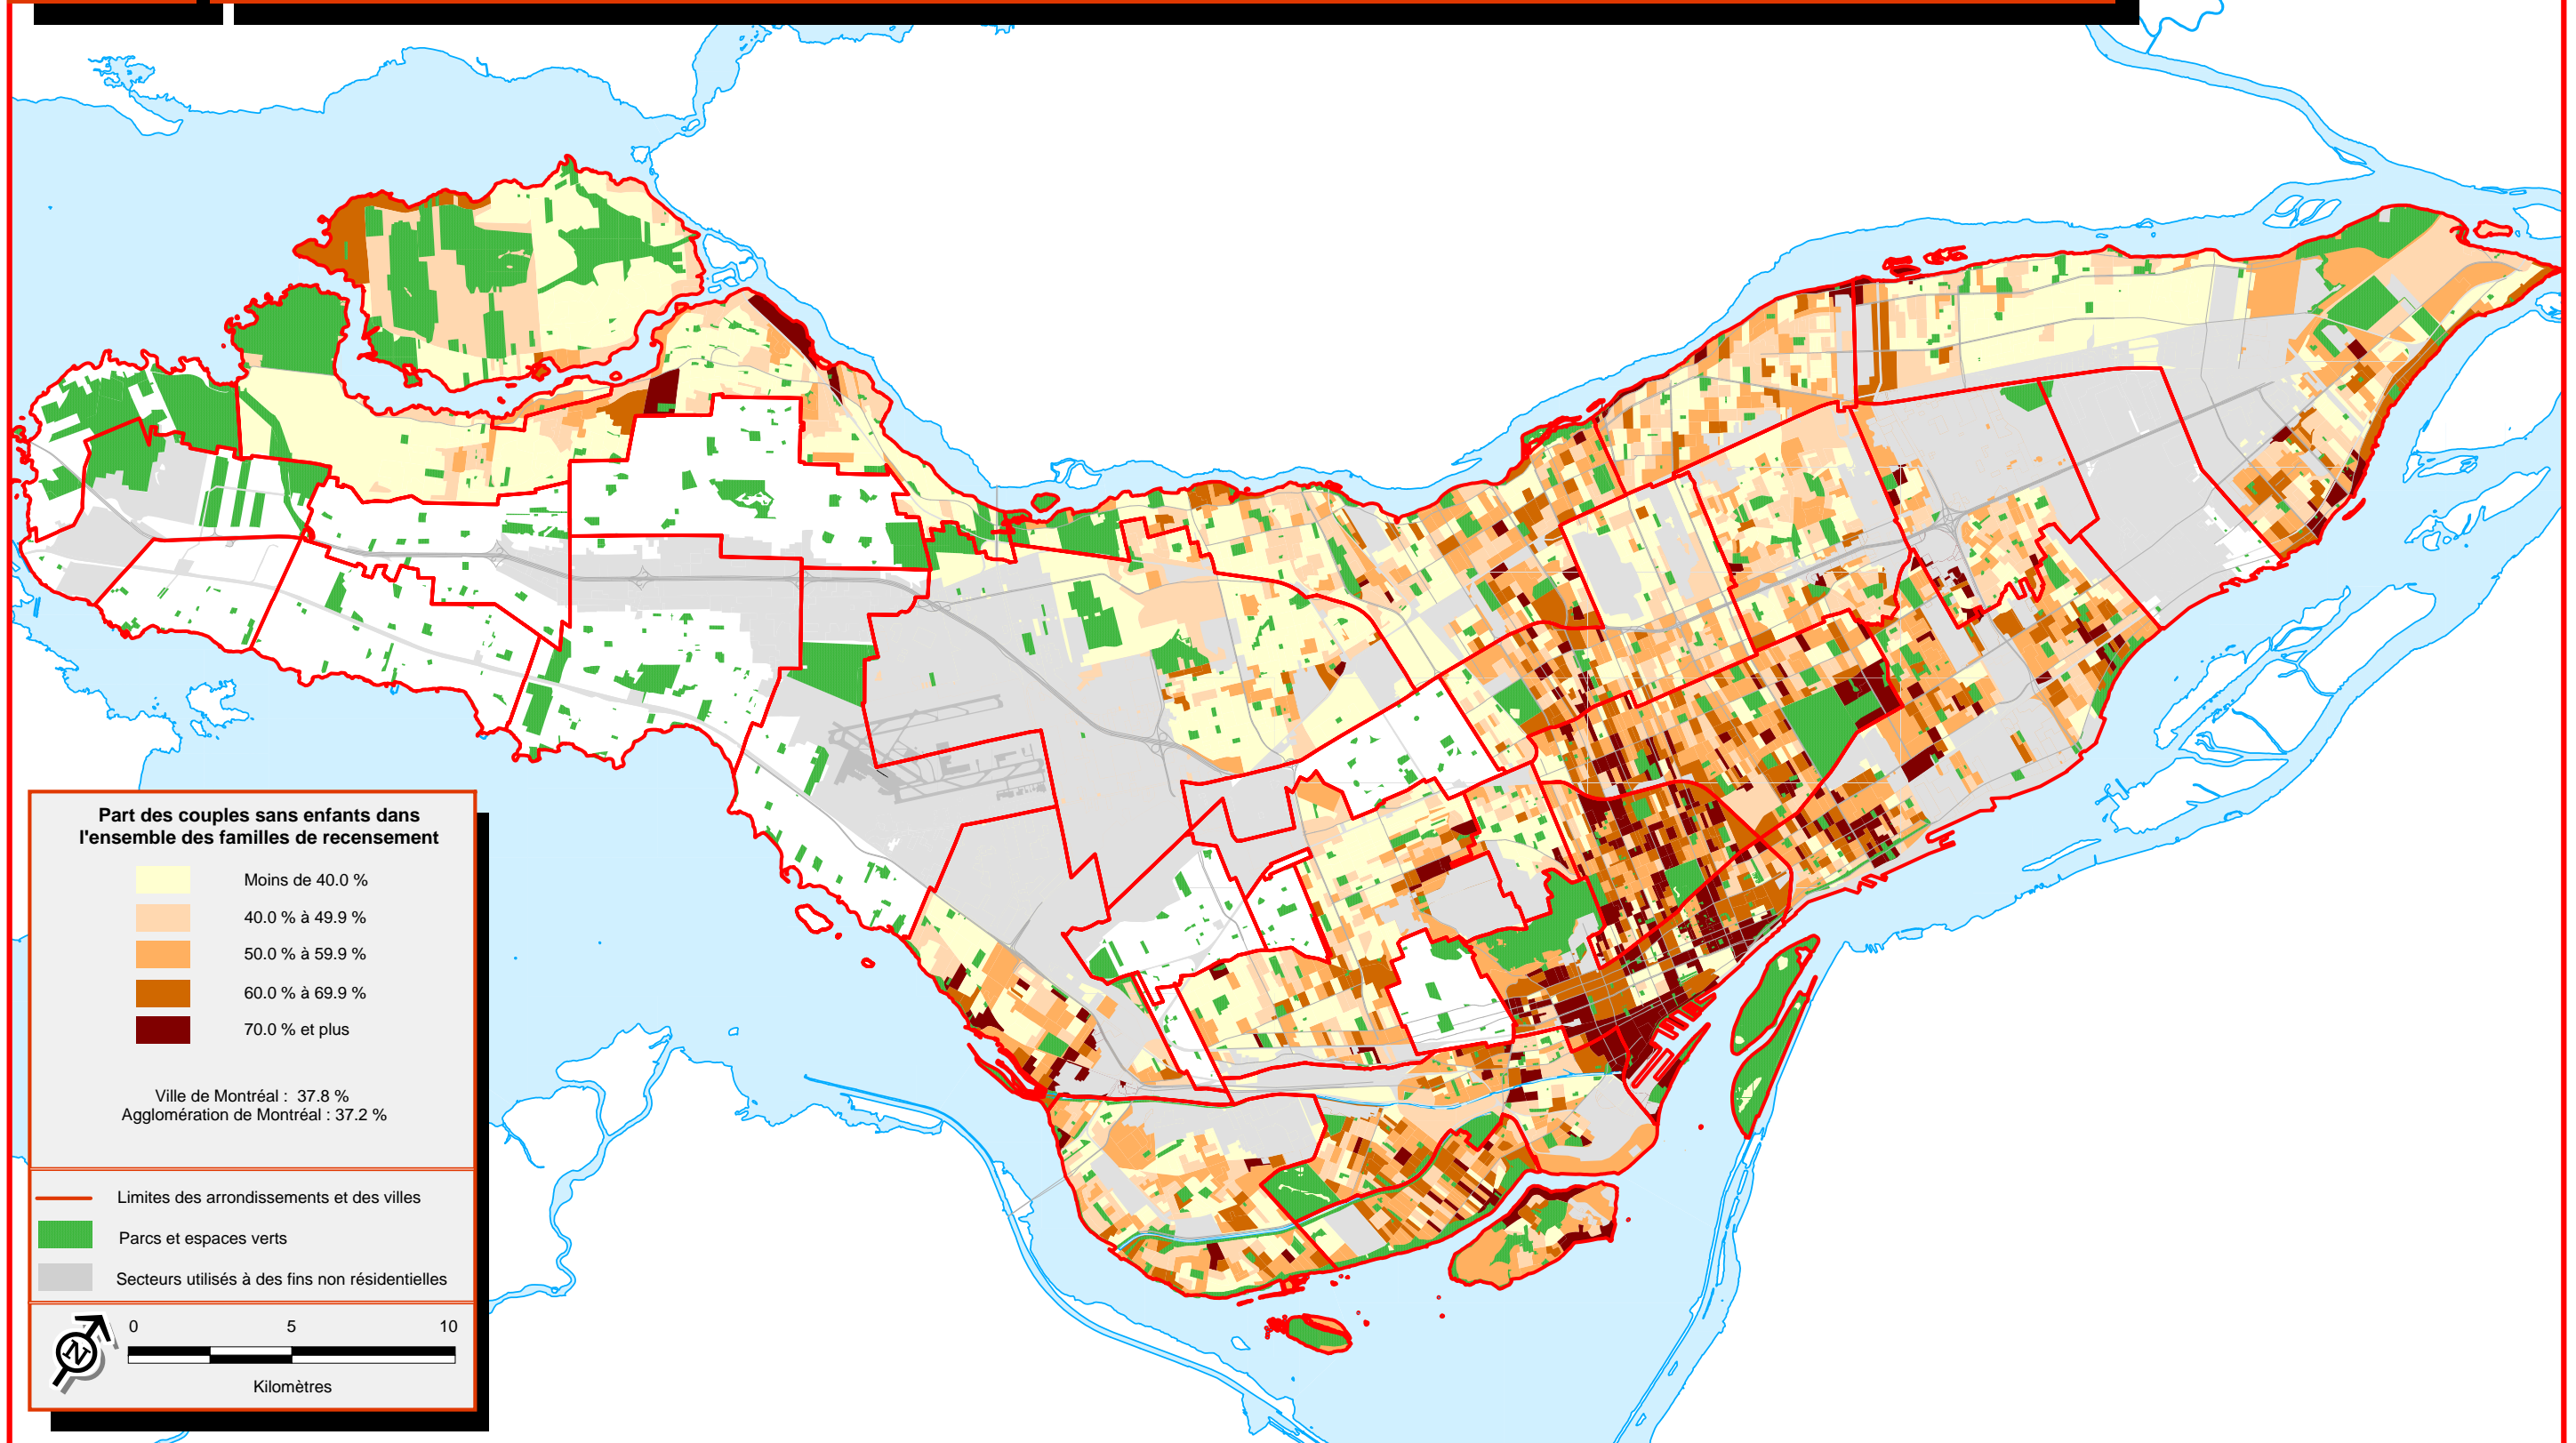 Part des couples sans enfants dans
l'ensemble des familles de recensement
Moins de 40.0 %
40.0 % à 49.9 %
50.0 % à 59.9 %
60.0 % à 69.9 %
70.0 % et plus
Ville de Montréal : 37.8 %
Agglomération de Montréal : 37.2 %
Limites des arrondissements et des villes
Parcs et espaces verts
Secteurs utilisés à des fins non résidentielles
N
0 5 10
Kilomètres